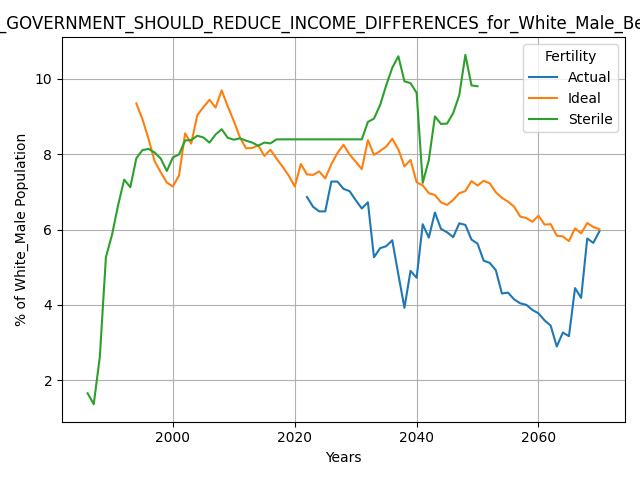 _GOVERNMENT_SHOULD_REDUCE_INCOME_DIFFERENCES_for_White_Male_Be
Fertility
Actual
Ideal
Sterile
% of White_Male Population
10
8
6
4
2
2000 2020 2040 2060
Years